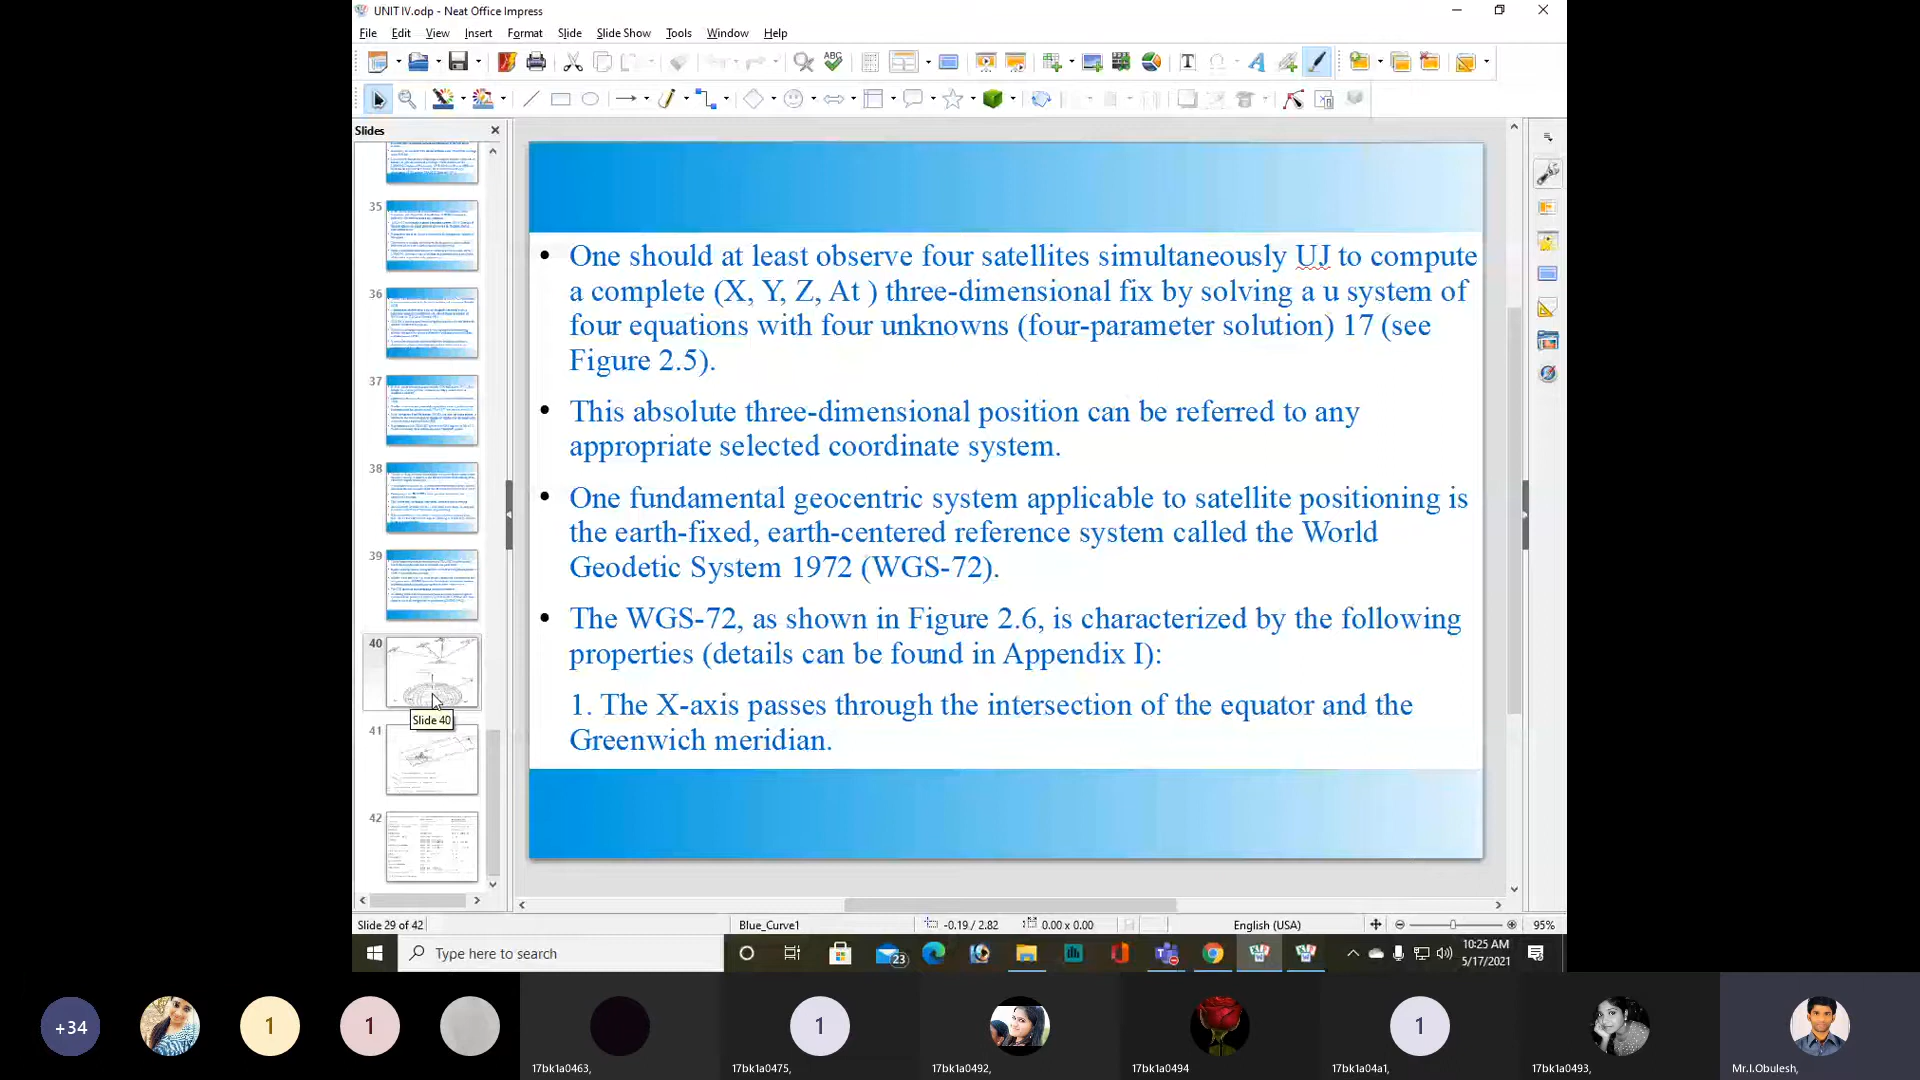 UNIT IV.odp - Neat Office Impress
File Edit View Insert Format Slide Slide Show Tools Window Help
Slides
35
36
37
38
39
40
Slide 40
41
42
• One should at least observe four satellites simultaneously UJ to compute
a complete (X, Y, Z, At ) three-dimensional fix by solving a u system of
four equations with four unknowns (four-parameter solution) 17 (see
Figure 2.5).
• This absolute three-dimensional position can be referred to any
appropriate selected coordinate system.
• One fundamental geocentric system applicable to satellite positioning is
the earth-fixed, earth-centered reference system called the World
Geodetic System 1972 (WGS-72).
• The WGS-72, as shown in Figure 2.6, is characterized by the following
properties (details can be found in Appendix I):
1. The X-axis passes through the intersection of the equator and the
Greenwich meridian.
Slide 29 of 42 Blue_Curve1 -0.19 / 2.82 0.00 x 0.00 English (USA) 95%
Type here to search
23
10:25 AM
5/17/2021
+34 1 1 1 1
17bk1a0463, 17bk1a0475, 17bk1a0492, 17bk1a0494 17bk1a04a1, 17bk1a0493, Mr.I.Obulesh,